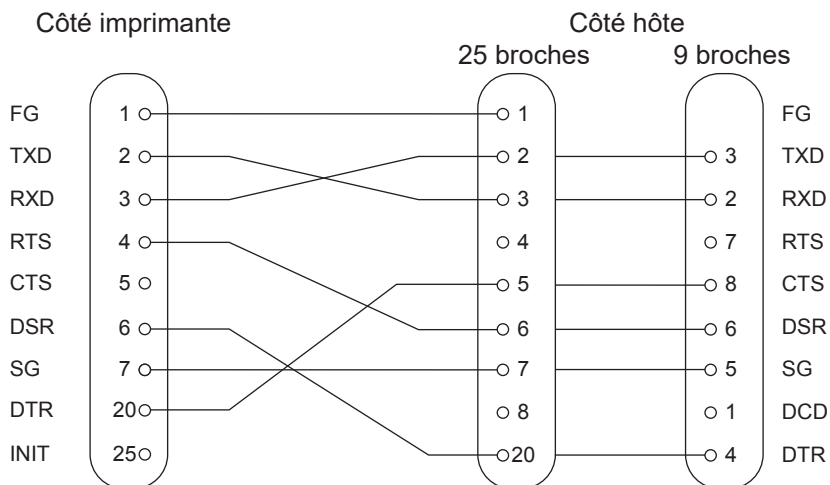 Côté imprimante Côté hôte
25 broches 9 broches
FG 1 1 FG
TXD 2 2 3 TXD
RXD 3 3 2 RXD
RTS 4 4 7 RTS
CTS 5 5 8 CTS
DSR 6 6 6 DSR
SG 7 7 5 SG
DTR 20 8 1 DCD
INIT 25 20 4 DTR